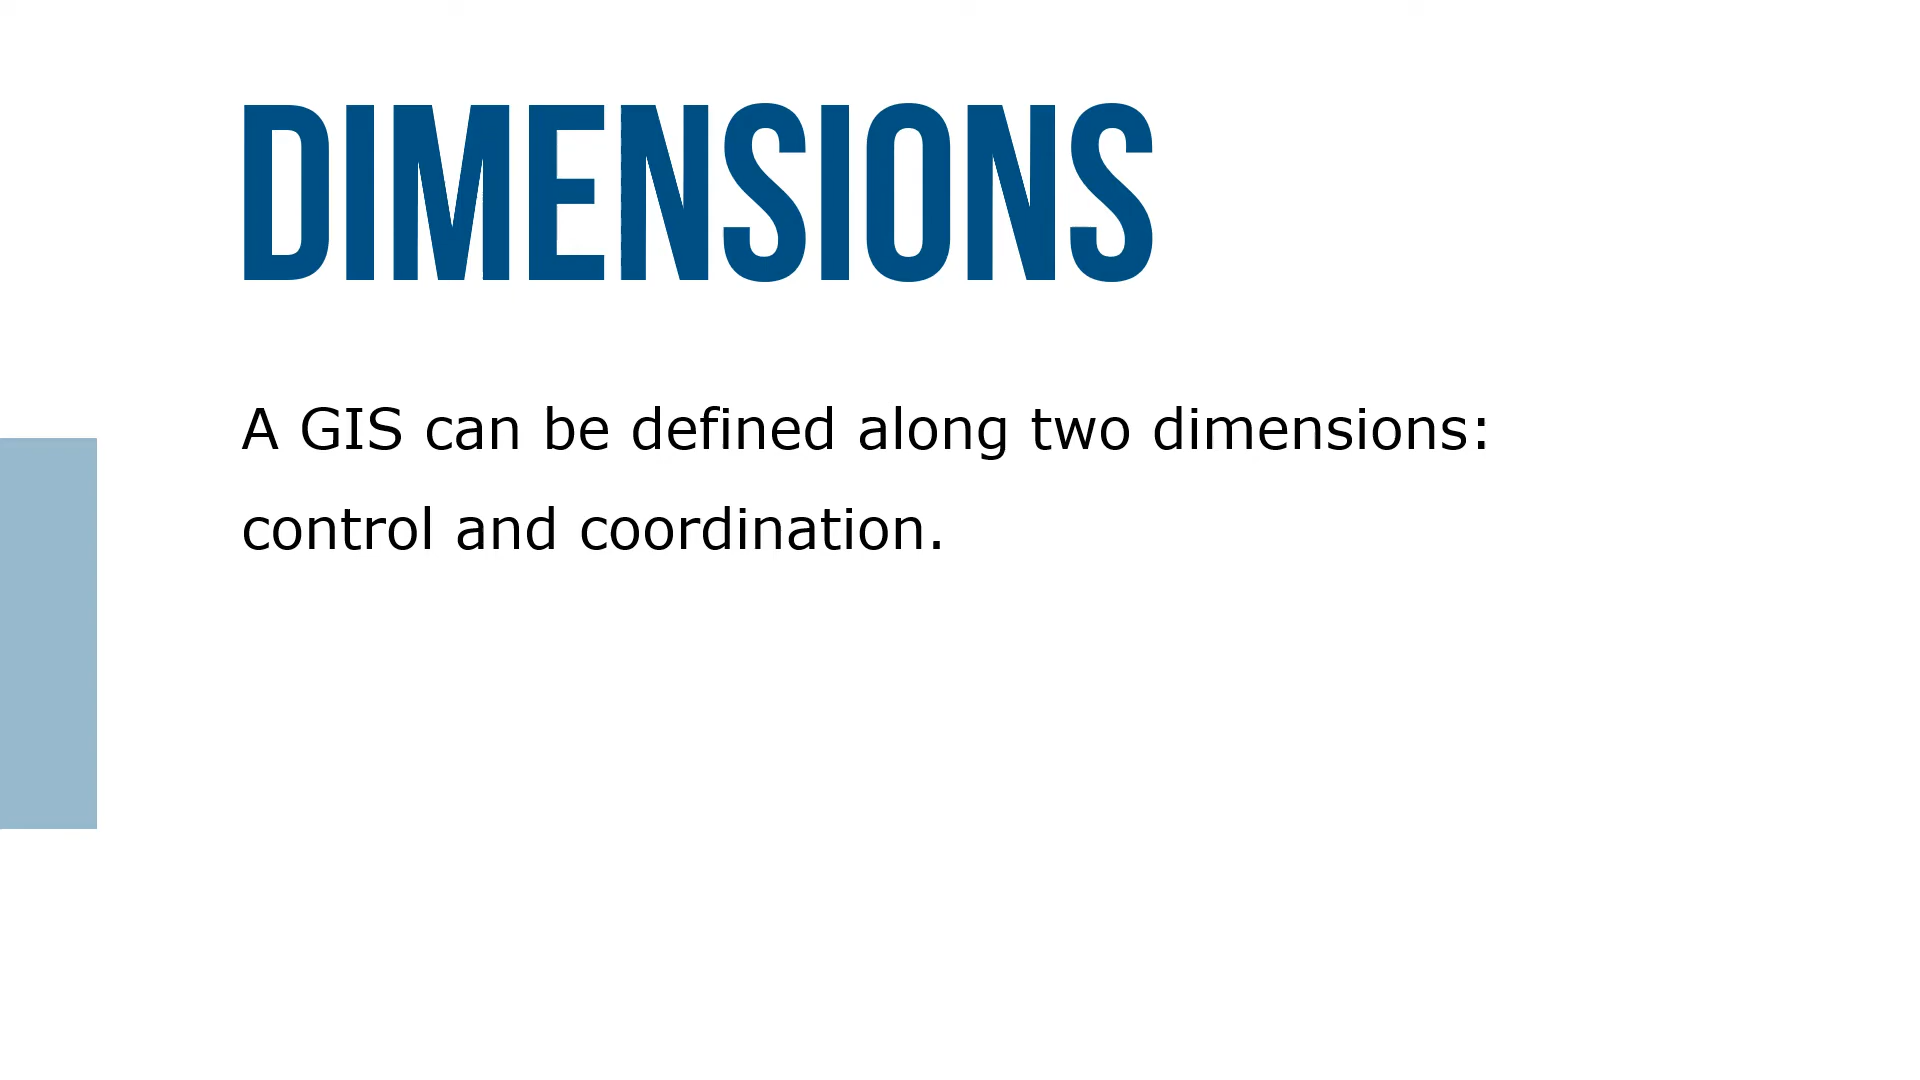 DIMENSIONS
A GIS can be defined along two dimensions:
control and coordination.